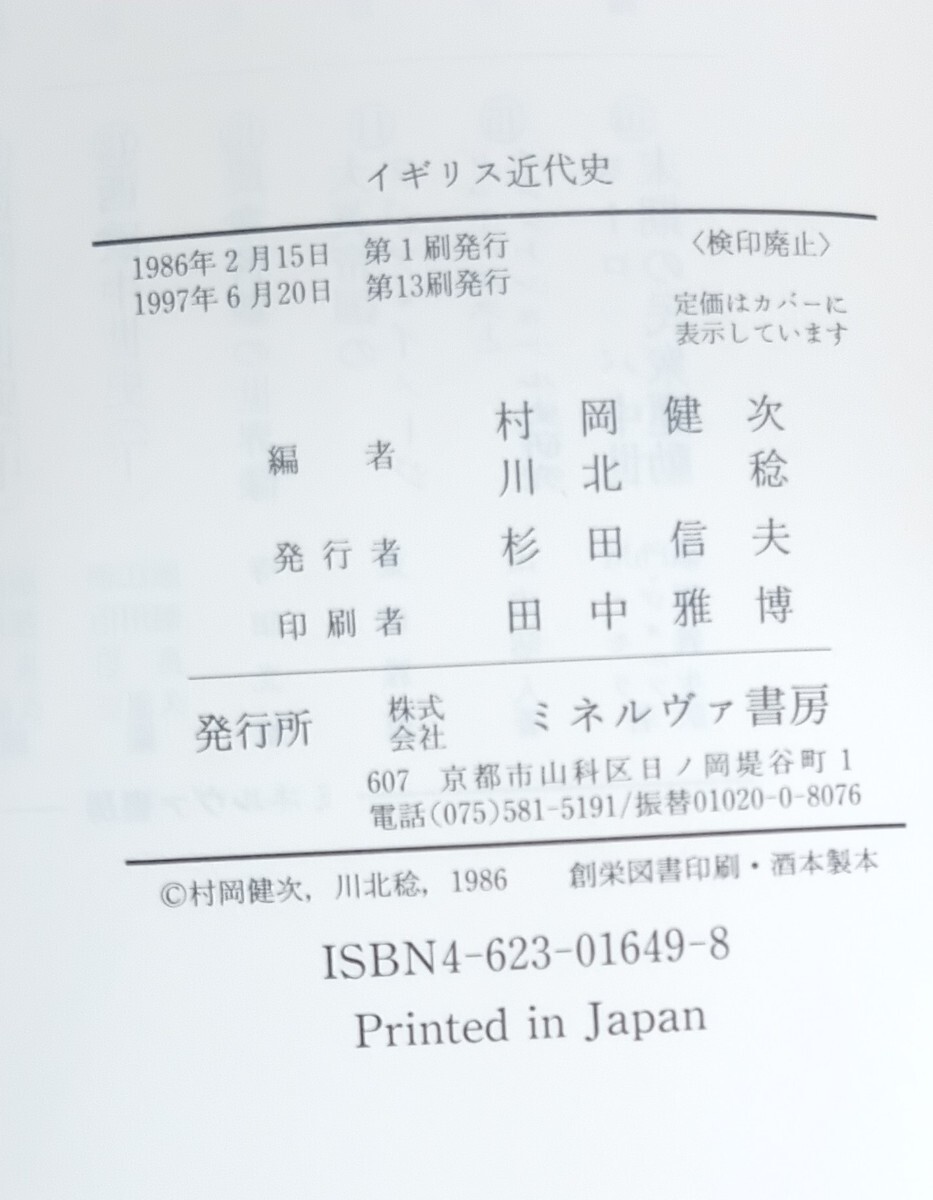 イギリス近代史
1986年2月15日 第1刷発行 〈検印廃止〉
1997年6月20日 第13刷発行
定価はカバーに
表示しています
編者 村岡健次
川北稔
発行者 杉田信夫
印刷者 田中雅博
発行所 株式会社 ミネルヴァ書房
607 京都市山科区日ノ岡堤谷町1
電話(075)581-5191/振替01020-0-8076
©村岡健次, 川北稔, 1986 創栄図書印刷・酒本製本
ISBN4-623-01649-8
Printed in Japan